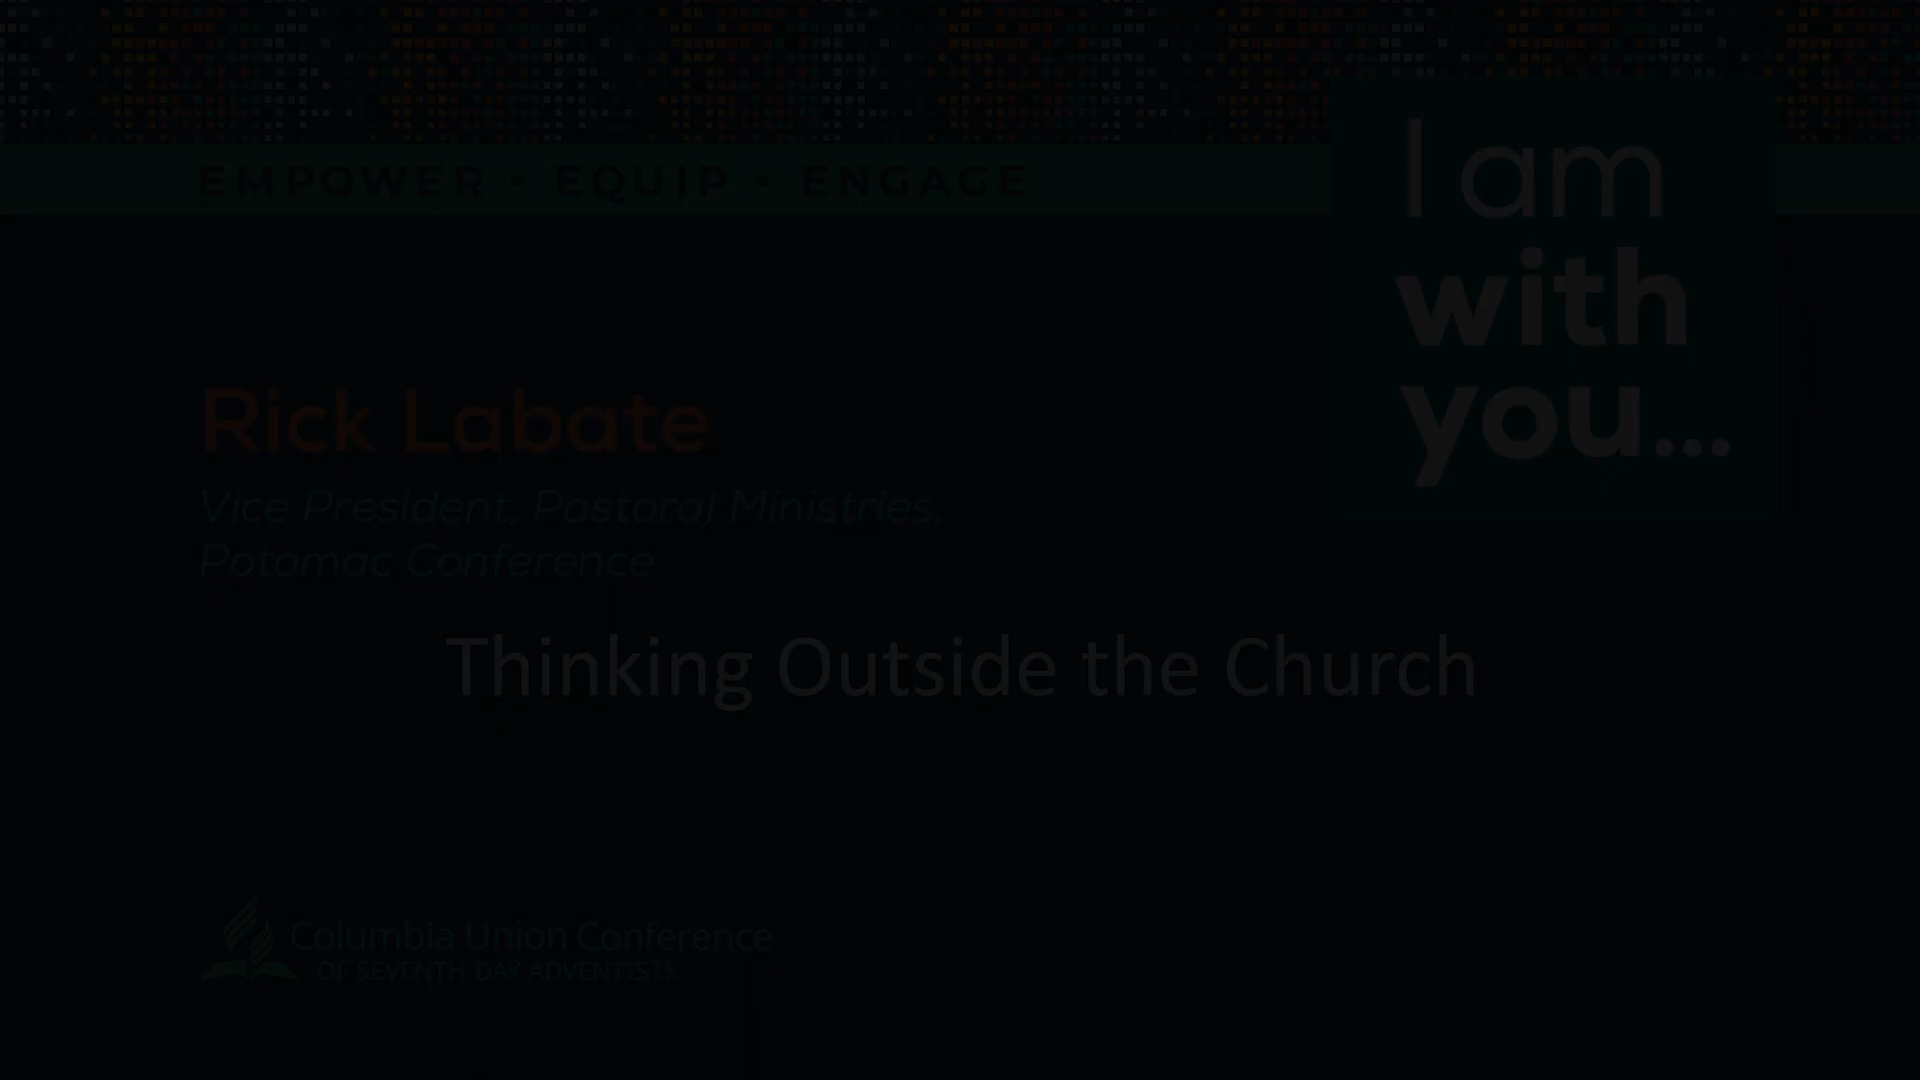 EMPOWER • EQUIP • ENGAGE
I am
with
you...
Rick Labate
Vice President, Pastoral Ministries,
Potomac Conference
Thinking Outside the Church
Columbia Union Conference
OF SEVENTH-DAY ADVENTISTS